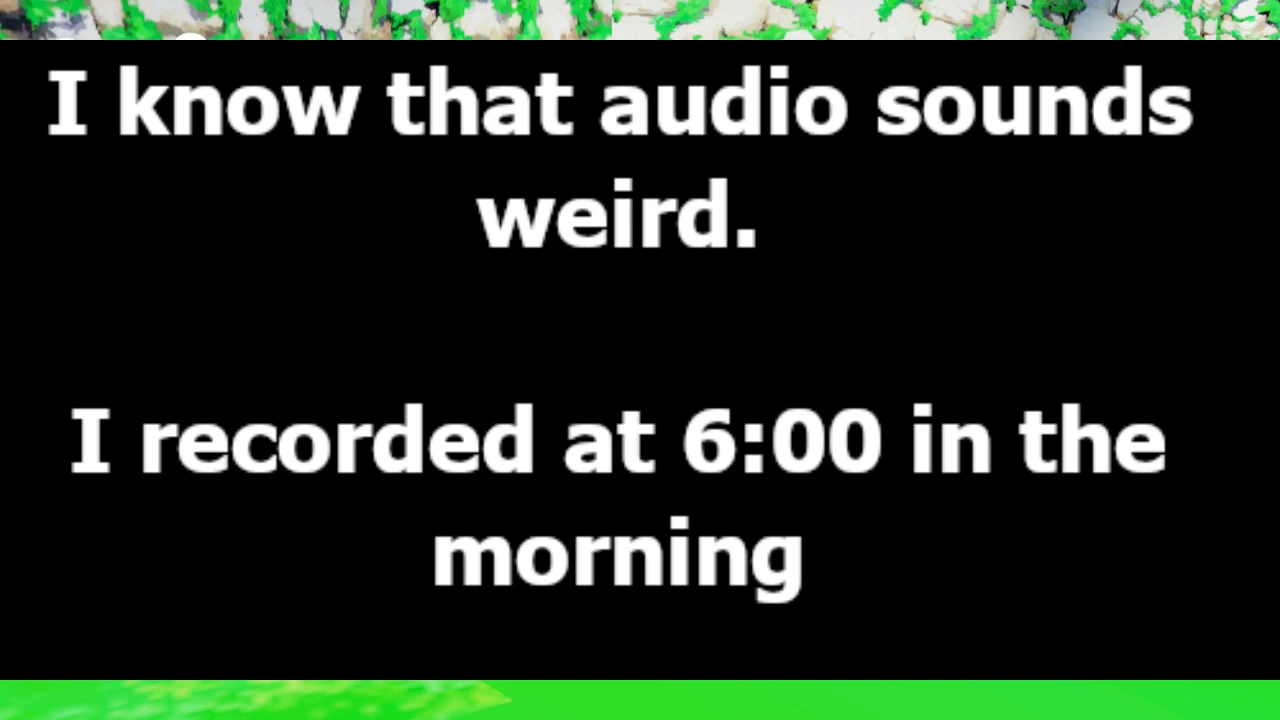 I know that audio sounds
weird.
I recorded at 6:00 in the
morning